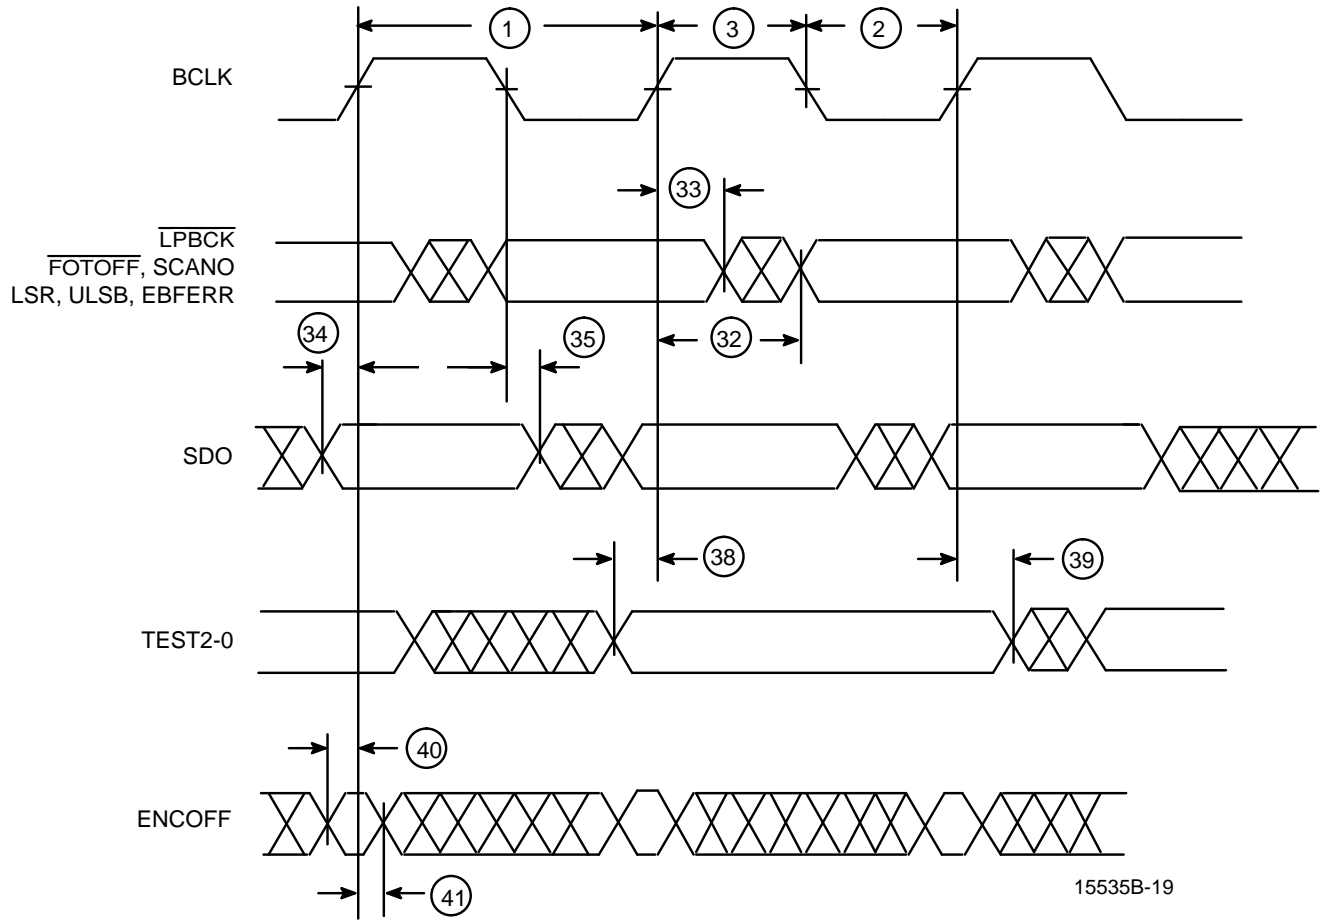 1
3
2
BCLK
33
LPBCK
FOTOFF, SCANO
LSR, ULSB, EBFERR
34
35
32
SDO
38
39
TEST2-0
40
ENCOFF
41
15535B-19